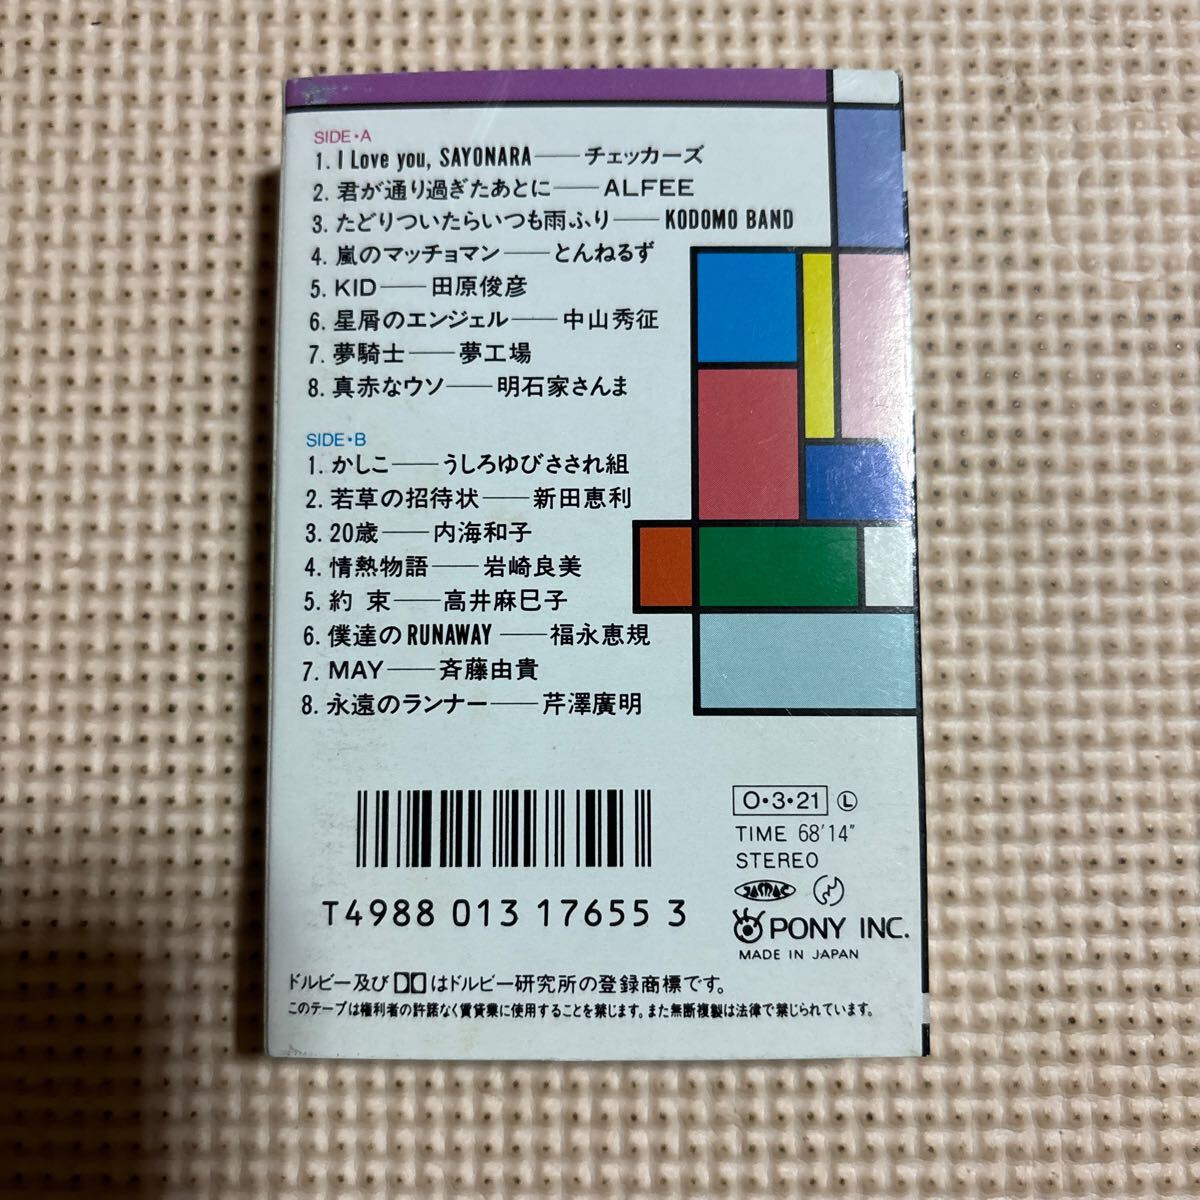 SIDE・A
1. I Love you, SAYONARA──チェッカーズ
2. 君が通り過ぎたあとに──ALFEE
3. たどりついたらいつも雨ふり──KODOMO BAND
4. 嵐のマッチョマン──とんねるず
5. KID──田原俊彦
6. 星屑のエンジェル──中山秀征
7. 夢騎士──夢工場
8. 真赤なウソ──明石家さんま
SIDE・B
1. かしこ──うしろゆびさされ組
2. 若草の招待状──新田恵利
3. 20歳──内海和子
4. 情熱物語──岩崎良美
5. 約 束──高井麻巳子
6. 僕達のRUNAWAY──福永恵規
7. MAY──斉藤由貴
8. 永遠のランナー──芹澤廣明
O・3・21 Ⓛ
TIME 68'14"
STEREO
JASRAC
T4988 013 17655 3
PONY INC.
MADE IN JAPAN
ドルビー及びDDはドルビー研究所の登録商標です。
このテープは権利者の許諾なく賃貸業に使用することを禁じます。また無断複製は法律で禁じられています。